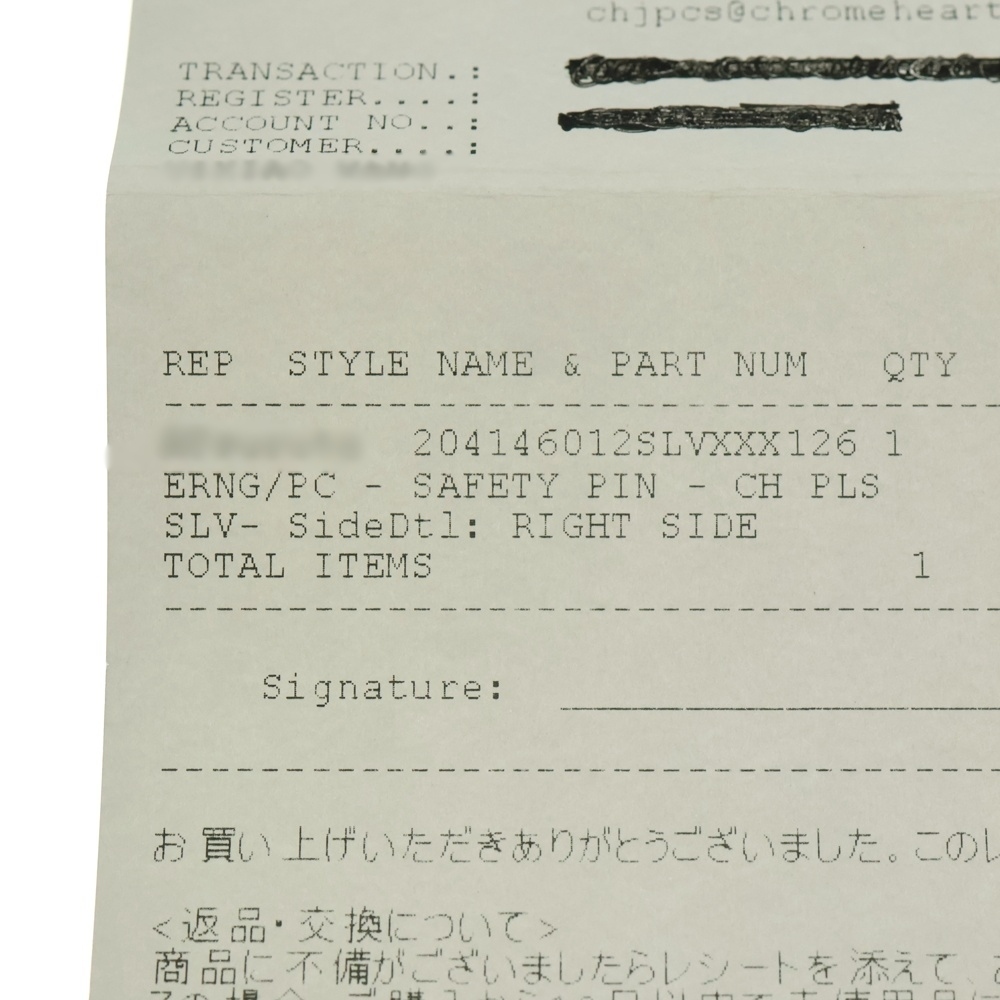 chjpcs@chromeheart
TRANSACTION.:
REGISTER....:
ACCOUNT NO..:
CUSTOMER....:
REP STYLE NAME & PART NUM QTY
204146012SLVXXX126 1
ERNG/PC - SAFETY PIN - CH PLS
SLV- SideDtl: RIGHT SIDE
TOTAL ITEMS 1
Signature:
お買い上げいただきありがとうございました。このレ
<返品・交換について>
商品に不備がございましたらレシートを添えて、